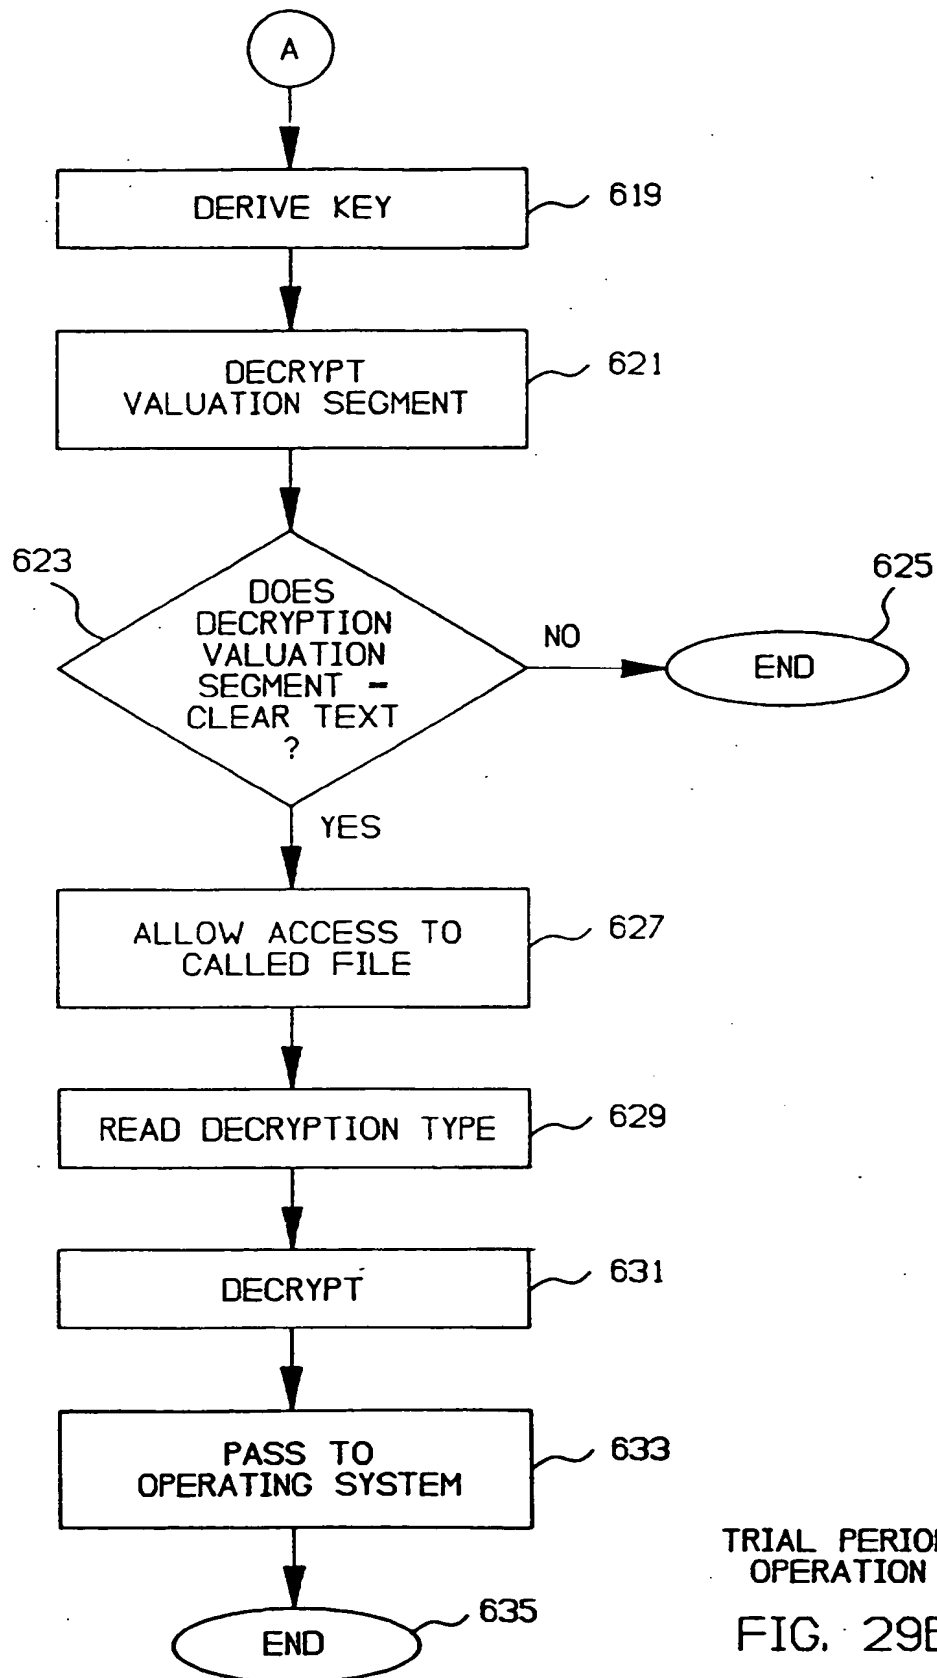 A
DERIVE KEY
619
DECRYPT
VALUATION SEGMENT
621
623
DOES
DECRYPTION
VALUATION
SEGMENT =
CLEAR TEXT
?
NO
625
END
YES
ALLOW ACCESS TO
CALLED FILE
627
READ DECRYPTION TYPE
629
DECRYPT
631
PASS TO
OPERATING SYSTEM
633
END
635
OPERATION
FIG.